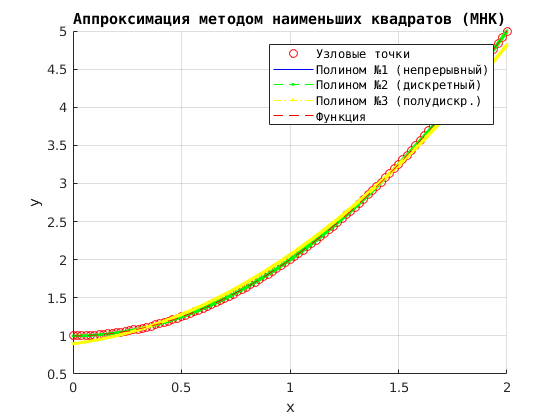 Аппроксимация методом наименьших квадратов (МНК)
5
4.5
4
3.5
3
2.5
2
1.5
1
0.5
y
Узловые точки
Полином №1 (непрерывный)
Полином №2 (дискретный)
Полином №3 (полудискр.)
Функция
0 0.5 1 1.5 2
x